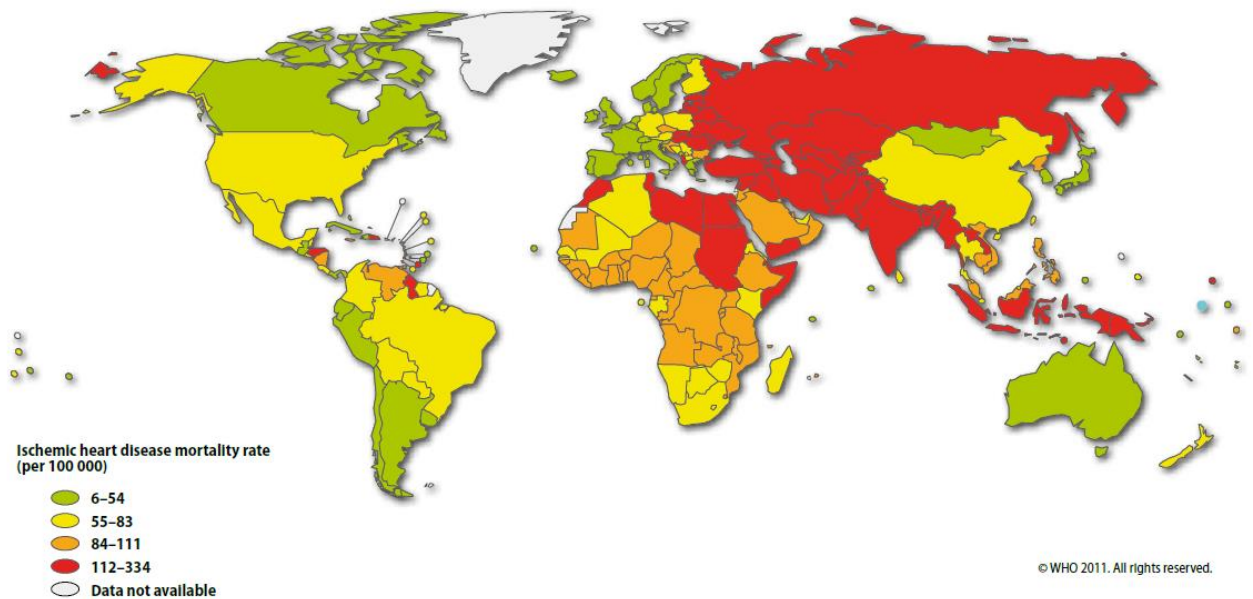 Ischemic heart disease mortality rate
(per 100 000)
6–54
55–83
84–111
112–334
Data not available
© WHO 2011. All rights reserved.